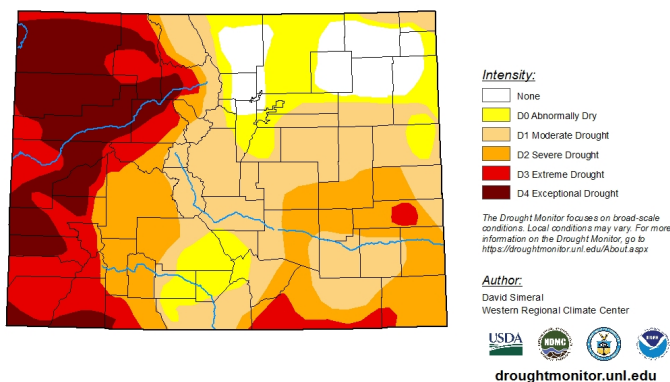 Intensity:
None
D0 Abnormally Dry
D1 Moderate Drought
D2 Severe Drought
D3 Extreme Drought
D4 Exceptional Drought
The Drought Monitor focuses on broad-scale
conditions. Local conditions may vary. For more
information on the Drought Monitor, go to
https://droughtmonitor.unl.edu/About.aspx
Author:
David Simeral
Western Regional Climate Center
USDA
NDMC
droughtmonitor.unl.edu